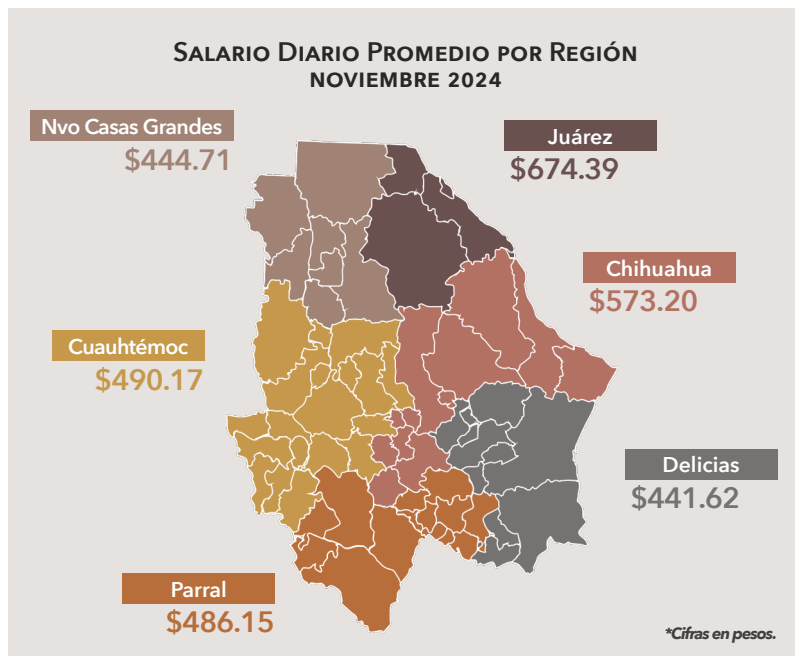 Salario Diario Promedio por Región
noviembre 2024
Nvo Casas Grandes
$444.71
Juárez
$674.39
Chihuahua
$573.20
Cuauhtémoc
$490.17
Delicias
$441.62
Parral
$486.15
*Cifras en pesos.